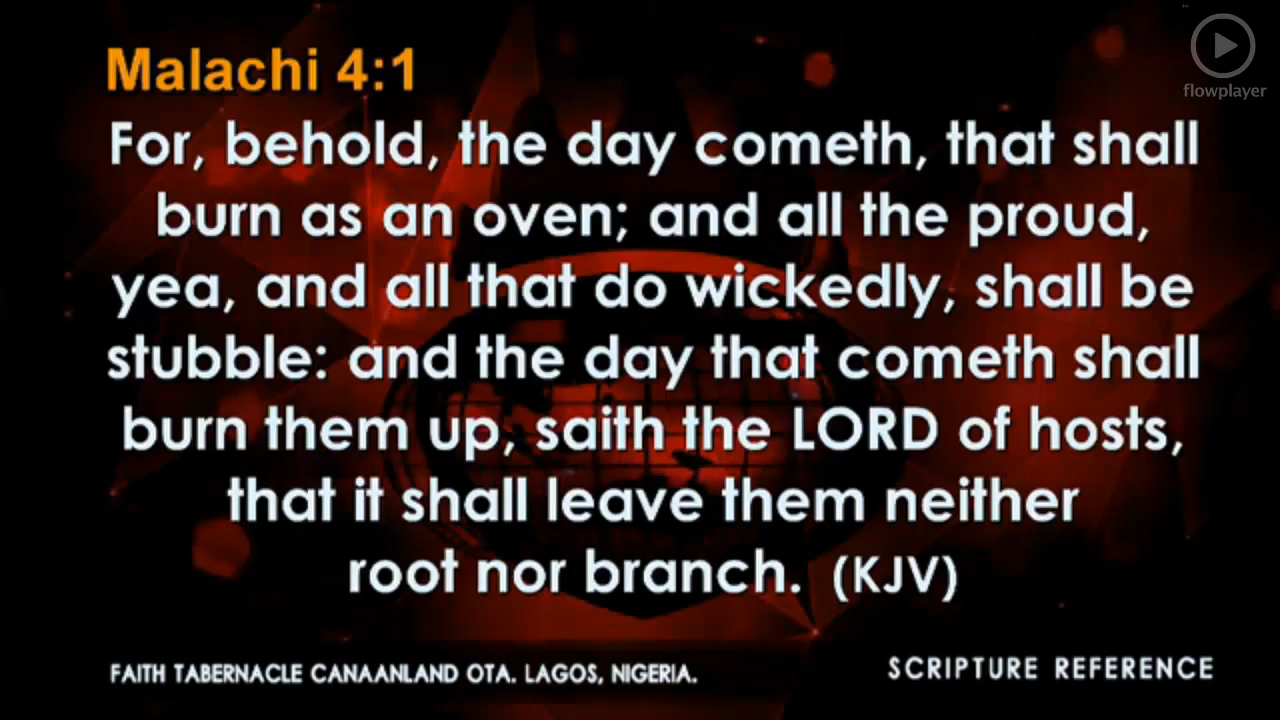 flowplayer
Malachi 4:1
For, behold, the day cometh, that shall
burn as an oven; and all the proud,
yea, and all that do wickedly, shall be
stubble: and the day that cometh shall
burn them up, saith the LORD of hosts,
that it shall leave them neither
root nor branch. (KJV)
FAITH TABERNACLE CANAANLAND OTA. LAGOS, NIGERIA.
SCRIPTURE REFERENCE